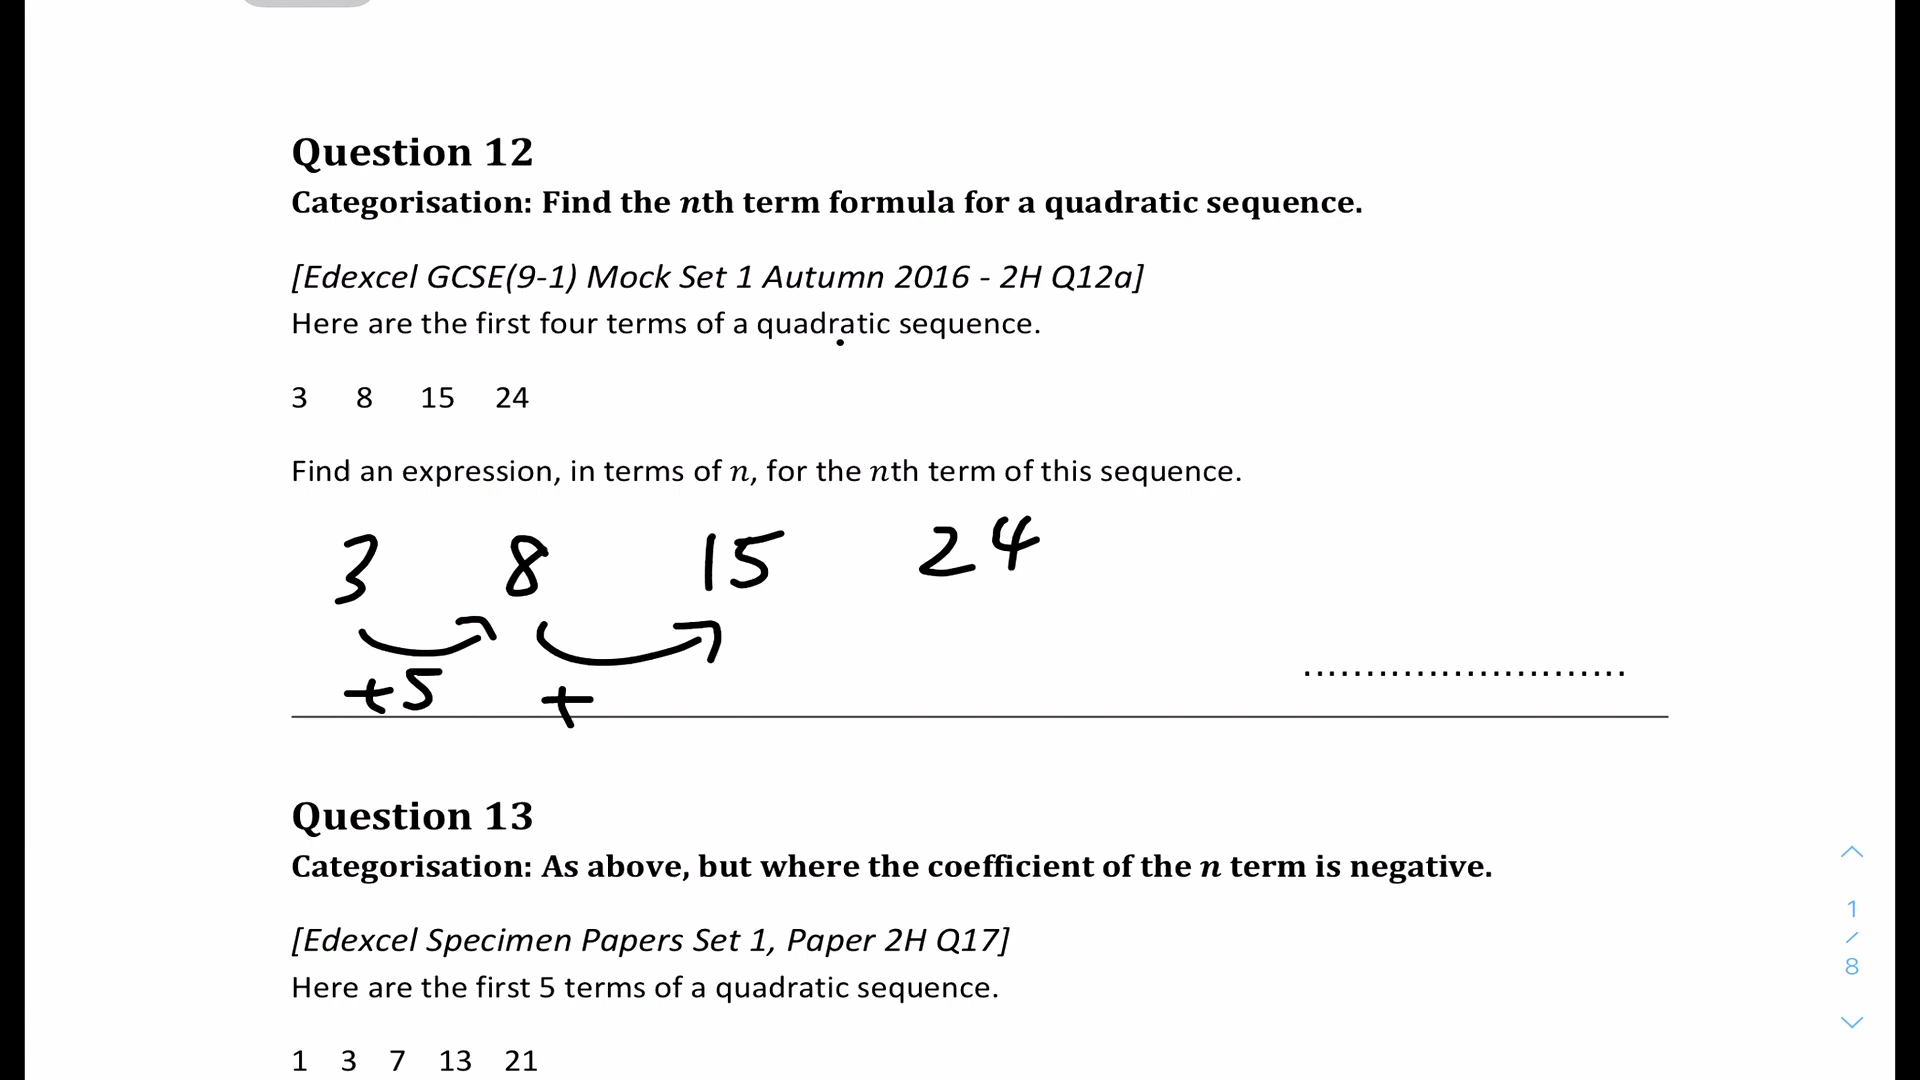 Question 12
Categorisation: Find the nth term formula for a quadratic sequence.
[Edexcel GCSE(9-1) Mock Set 1 Autumn 2016 - 2H Q12a]
Here are the first four terms of a quadratic sequence.
3 8 15 24
Find an expression, in terms of n, for the nth term of this sequence.
3 8 15 24
+5 +
..........................
Question 13
Categorisation: As above, but where the coefficient of the n term is negative.
[Edexcel Specimen Papers Set 1, Paper 2H Q17]
Here are the first 5 terms of a quadratic sequence.
1 3 7 13 21
1
/
8